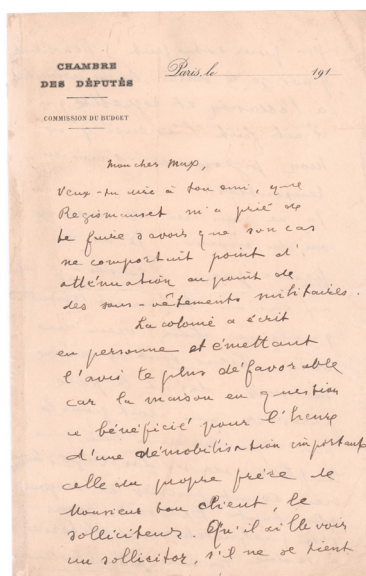 CHAMBRE
DES DÉPUTÉS
COMMISSION DU BUDGET
Paris, le 191
Mon cher Max,
Veux-tu dire à ton ami, que
m'a prié de
te faire savoir que son cas
ne comportait point d'
atténuation au point de
des sous-vêtements militaires.
La colonie a écrit
en personne et émettant
l'avis le plus défavorable
car la maison en question
a bénéficié pour l'heure
d'une démobilisation importante
celle du propre frère de
Monsieur ton client, le
solliciteur. Qu'il aille voir
un sollicitor, s'il ne se tient